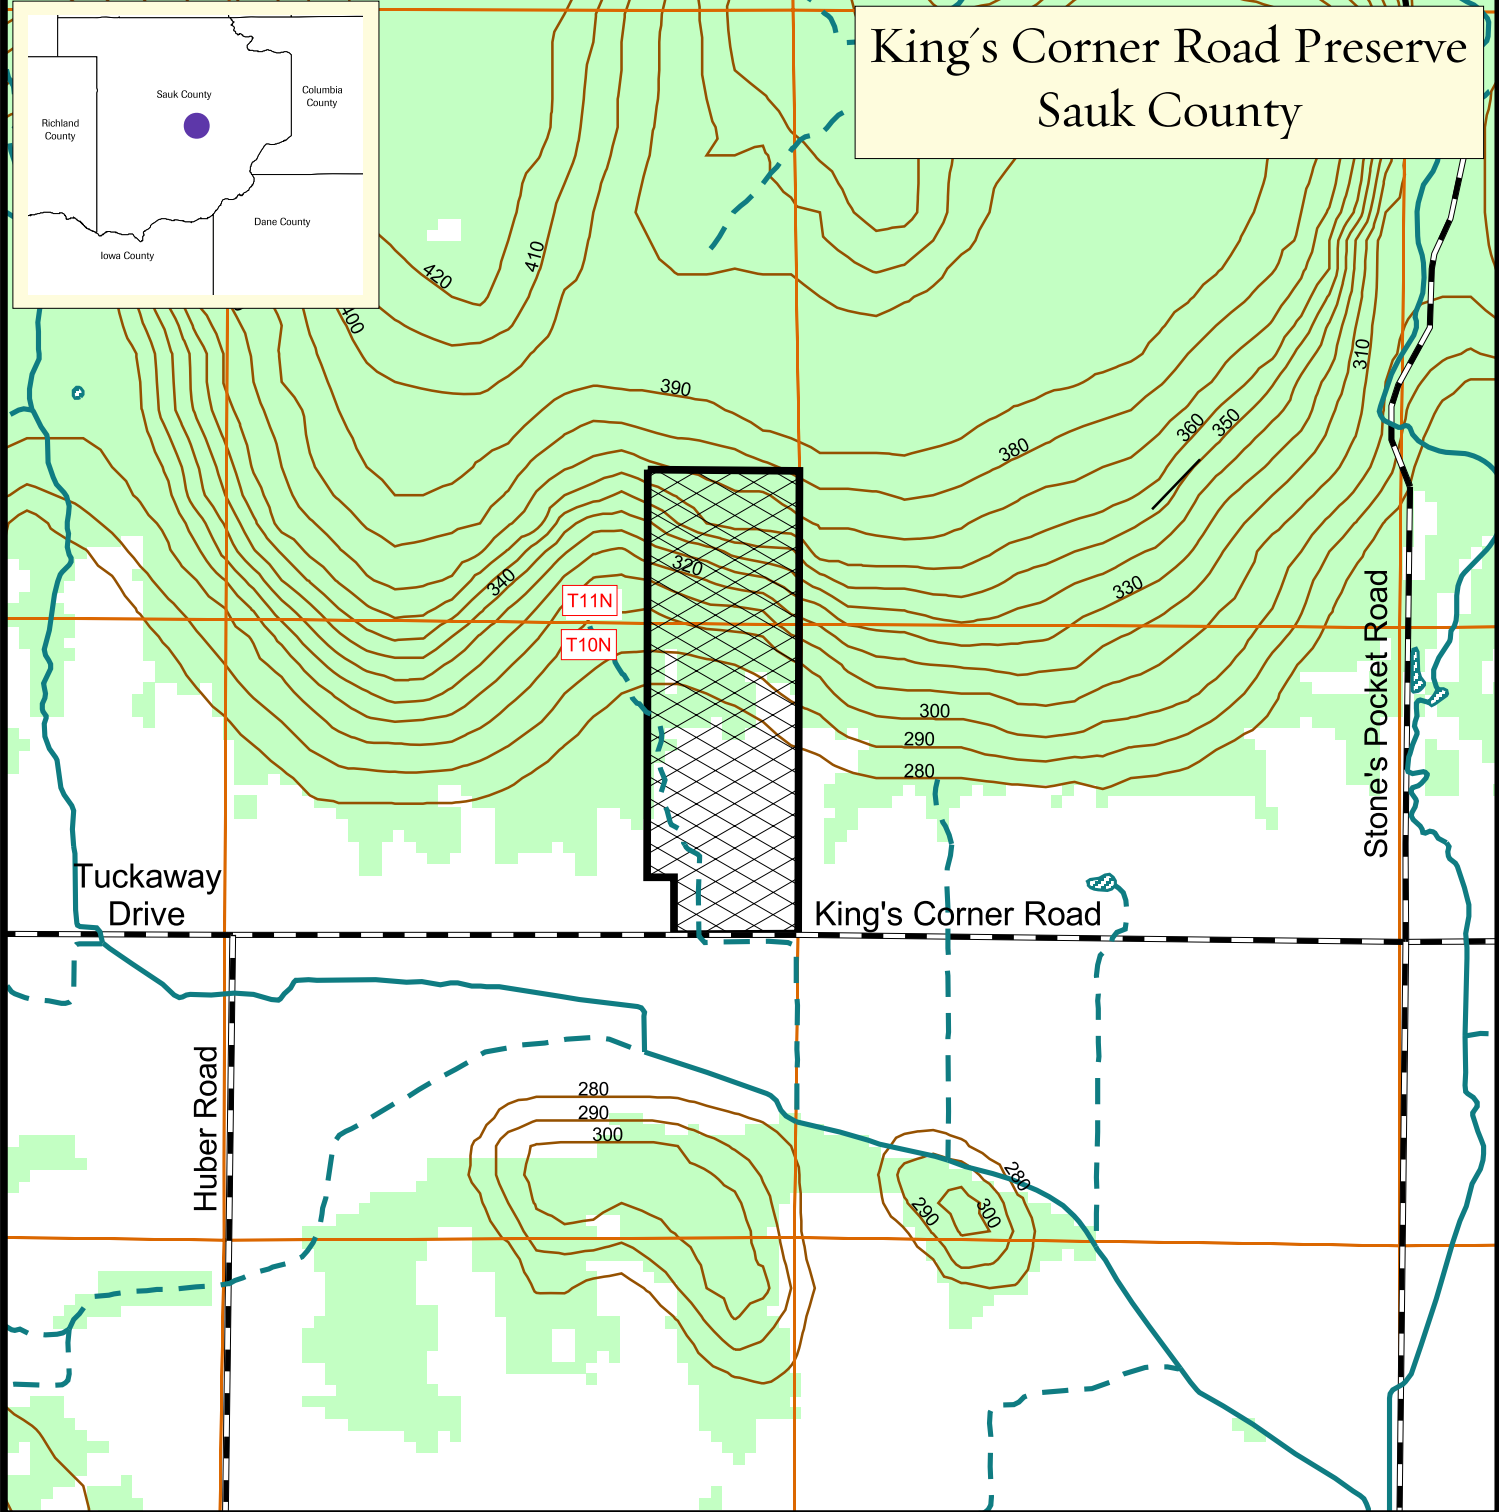 King´s Corner Road Preserve
Sauk County
Sauk County
Columbia
County
Richland
County
Dane County
Iowa County
420
410
400
390
380
360
350
310
340
320
330
T11N
T10N
300
290
280
Stone's Pocket Road
Tuckaway
Drive
King's Corner Road
Huber Road
280
290
300
280
290
300